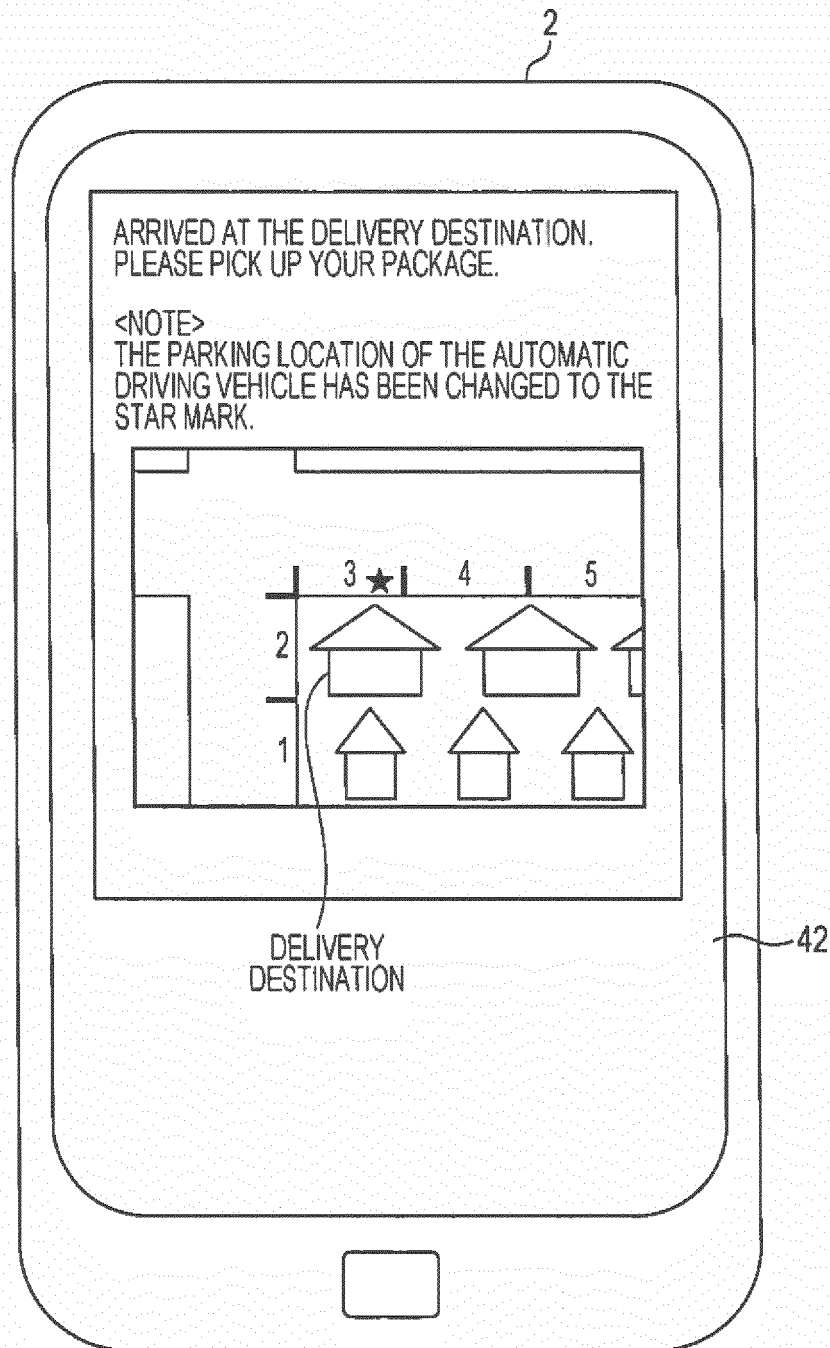 2
ARRIVED AT THE DELIVERY DESTINATION.
PLEASE PICK UP YOUR PACKAGE.
<NOTE>
THE PARKING LOCATION OF THE AUTOMATIC
DRIVING VEHICLE HAS BEEN CHANGED TO THE
STAR MARK.
3 ★ 4 5
2
1
DELIVERY
DESTINATION
42